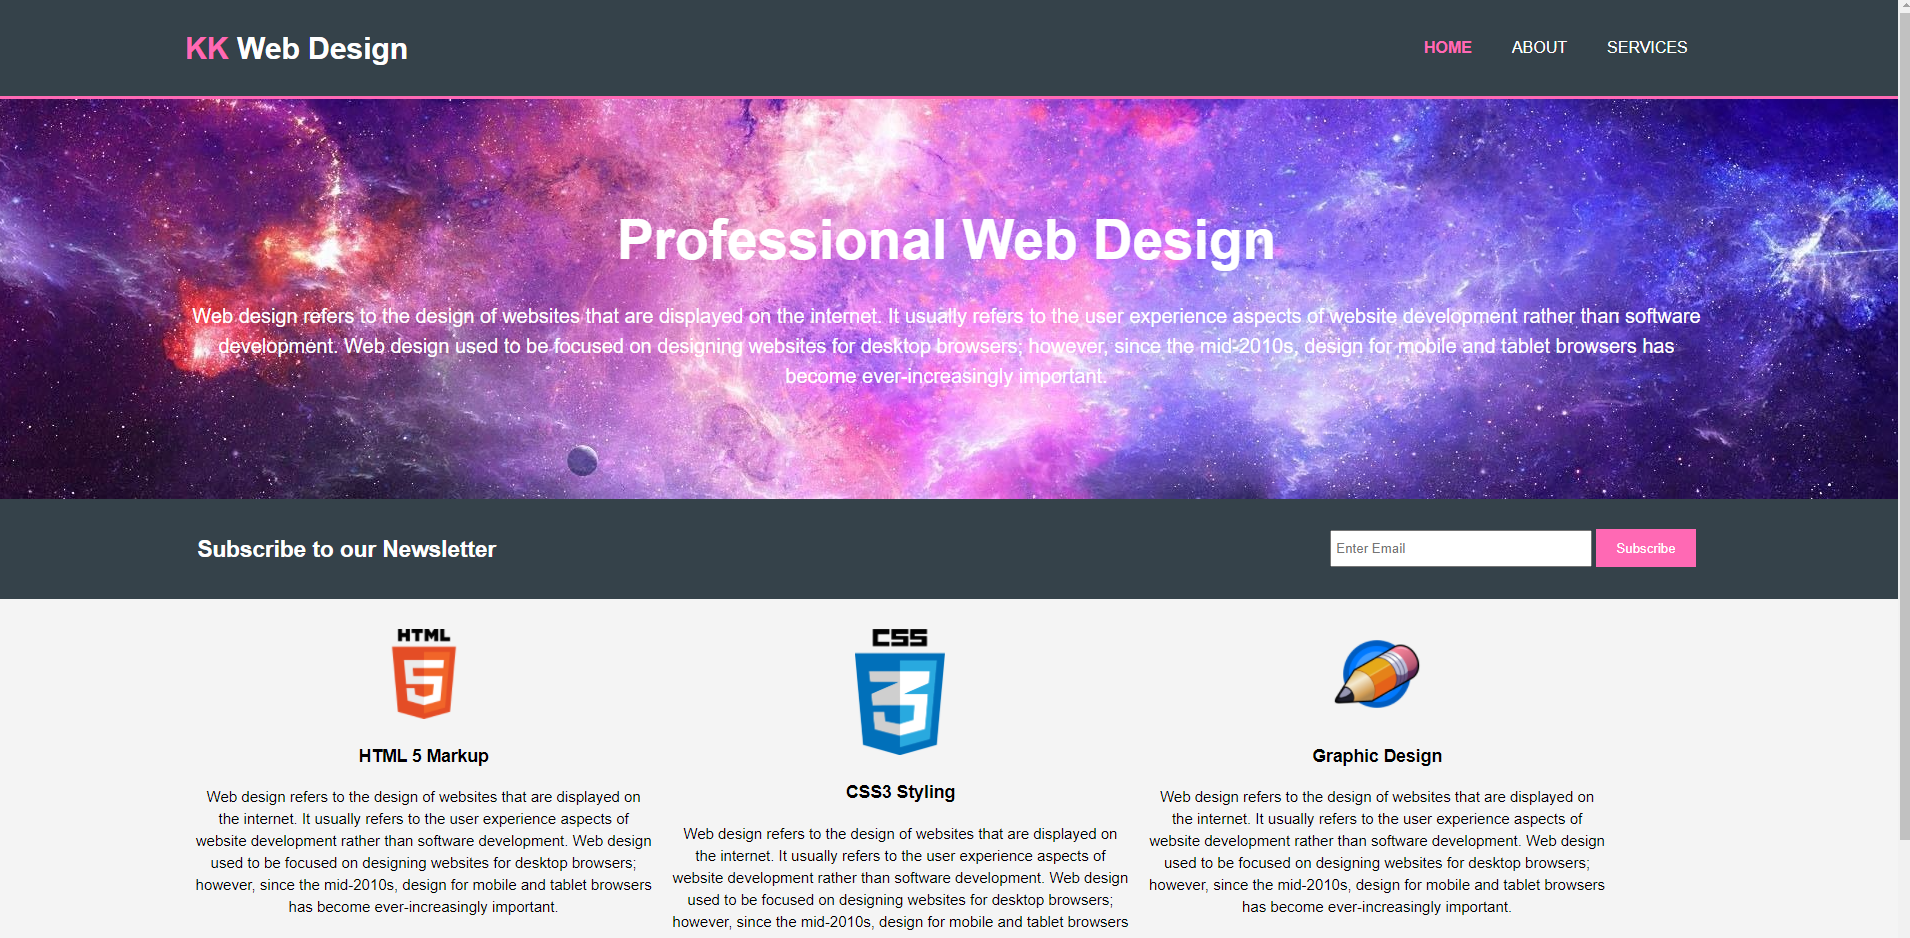 KK Web Design
HOME ABOUT SERVICES
Professional Web Design
Web design refers to the design of websites that are displayed on the internet. It usually refers to the user experience aspects of website development rather than software
development. Web design used to be focused on designing websites for desktop browsers; however, since the mid-2010s, design for mobile and tablet browsers has
become ever-increasingly important.
Subscribe to our Newsletter
Enter Email
Subscribe
HTML
5
HTML 5 Markup
Web design refers to the design of websites that are displayed on
the internet. It usually refers to the user experience aspects of
website development rather than software development. Web design
used to be focused on designing websites for desktop browsers;
however, since the mid-2010s, design for mobile and tablet browsers
has become ever-increasingly important.
CSS
3
CSS3 Styling
Web design refers to the design of websites that are displayed on
the internet. It usually refers to the user experience aspects of
website development rather than software development. Web design
used to be focused on designing websites for desktop browsers;
however, since the mid-2010s, design for mobile and tablet browsers
Graphic Design
Web design refers to the design of websites that are displayed on
the internet. It usually refers to the user experience aspects of
website development rather than software development. Web design
used to be focused on designing websites for desktop browsers;
however, since the mid-2010s, design for mobile and tablet browsers
has become ever-increasingly important.